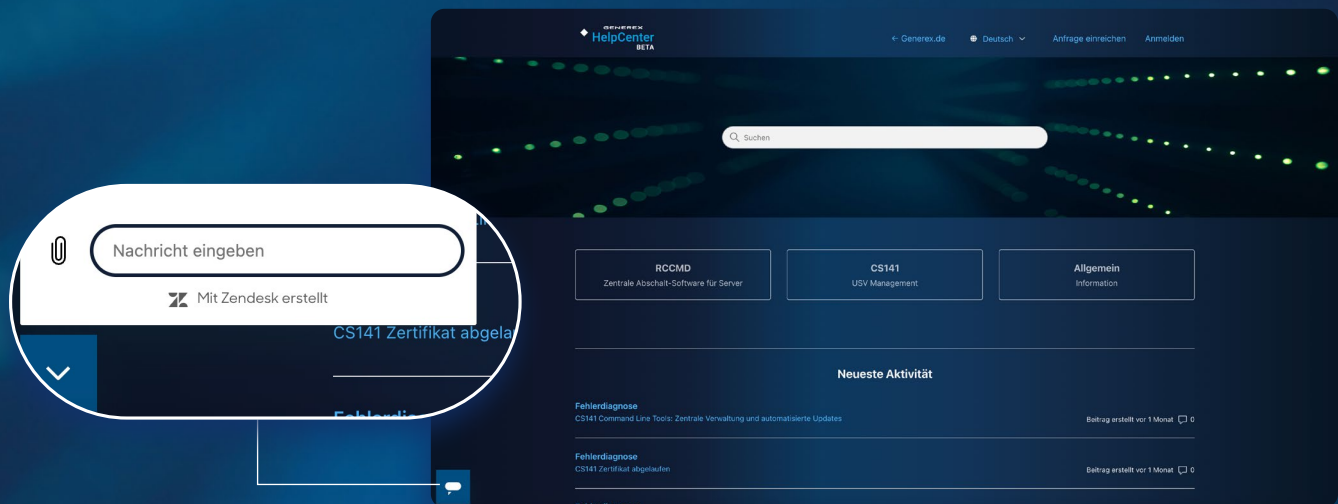 GENEREX
HelpCenter
BETA
← Generex.de
Deutsch
Anfrage einreichen
Anmelden
Suchen
RCCMD
Zentrale Abschalt-Software für Server
CS141
USV Management
Allgemein
Information
Neueste Aktivität
Fehlerdiagnose
CS141 Command Line Tools: Zentrale Verwaltung und automatisierte Updates
Beitrag erstellt vor 1 Monat 0
Fehlerdiagnose
CS141 Zertifikat abgelaufen
Beitrag erstellt vor 1 Monat 0
Nachricht eingeben
Mit Zendesk erstellt
CS141 Zertifikat abgela